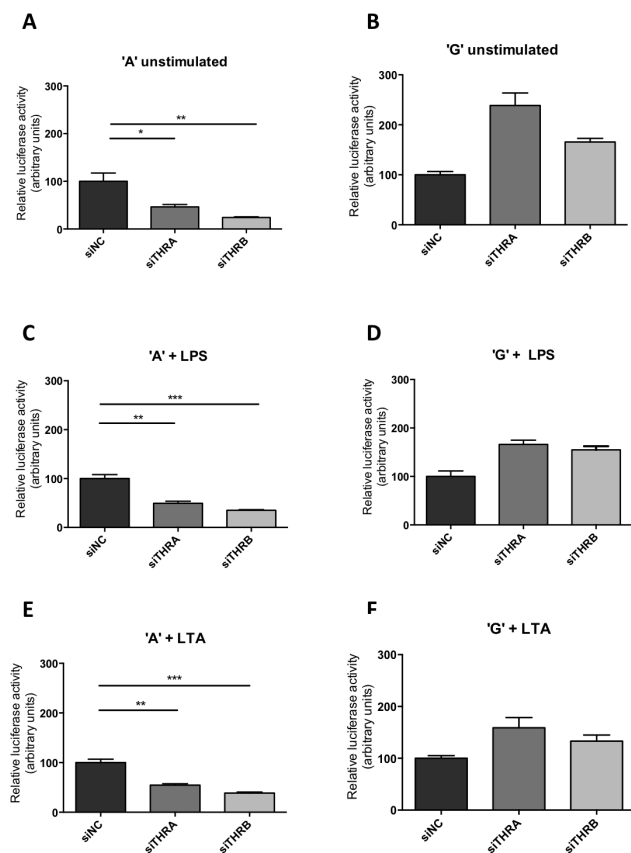 A
'A' unstimulated
Relative luciferase activity
(arbitrary units)
300
200
100
0
**
*
siNC
siTHRA
siTHRB
B
'G' unstimulated
Relative luciferase activity
(arbitrary units)
300
200
100
0
siNC
siTHRA
siTHRB
C
'A' + LPS
Relative luciferase activity
(arbitrary units)
300
200
100
0
***
**
siNC
siTHRA
siTHRB
D
'G' + LPS
Relative luciferase activity
(arbitrary units)
300
200
100
0
siNC
siTHRA
siTHRB
E
'A' + LTA
Relative luciferase activity
(arbitrary units)
300
200
100
0
***
**
siNC
siTHRA
siTHRB
F
'G' + LTA
Relative luciferase activity
(arbitrary units)
300
200
100
0
siNC
siTHRA
siTHRB